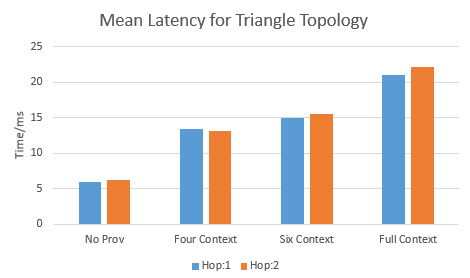 Mean Latency for Triangle Topology
Time/ms
25
20
15
10
5
0
No Prov Four Context Six Context Full Context
Hop:1 Hop:2